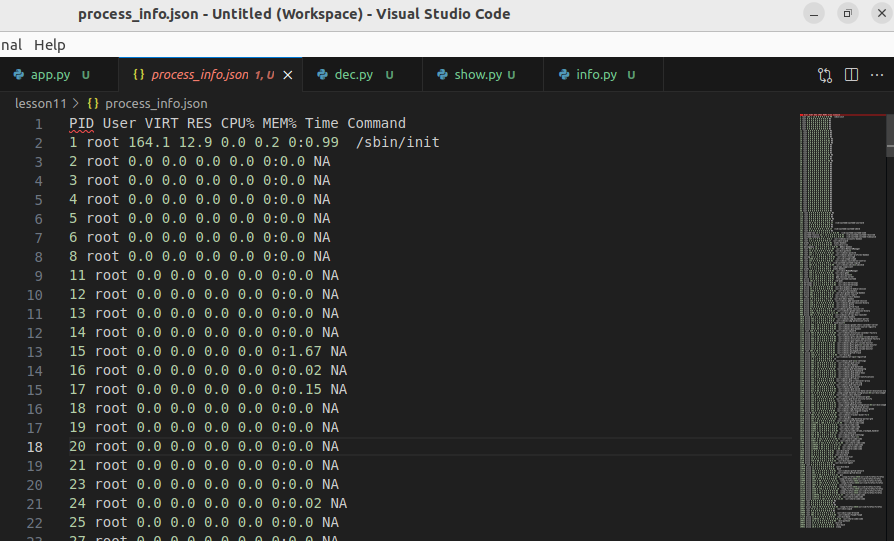 process_info.json - Untitled (Workspace) - Visual Studio Code
nal Help
app.py U {} process_info.json 1, U dec.py U show.py U info.py U
lesson11 > {} process_info.json
1 PID User VIRT RES CPU% MEM% Time Command
2 1 root 164.1 12.9 0.0 0.2 0:0.99 /sbin/init
3 2 root 0.0 0.0 0.0 0.0 0:0.0 NA
4 3 root 0.0 0.0 0.0 0.0 0:0.0 NA
5 4 root 0.0 0.0 0.0 0.0 0:0.0 NA
6 5 root 0.0 0.0 0.0 0.0 0:0.0 NA
7 6 root 0.0 0.0 0.0 0.0 0:0.0 NA
8 8 root 0.0 0.0 0.0 0.0 0:0.0 NA
9 11 root 0.0 0.0 0.0 0.0 0:0.0 NA
10 12 root 0.0 0.0 0.0 0.0 0:0.0 NA
11 13 root 0.0 0.0 0.0 0.0 0:0.0 NA
12 14 root 0.0 0.0 0.0 0.0 0:0.0 NA
13 15 root 0.0 0.0 0.0 0.0 0:1.67 NA
14 16 root 0.0 0.0 0.0 0.0 0:0.02 NA
15 17 root 0.0 0.0 0.0 0.0 0:0.15 NA
16 18 root 0.0 0.0 0.0 0.0 0:0.0 NA
17 19 root 0.0 0.0 0.0 0.0 0:0.0 NA
18 20 root 0.0 0.0 0.0 0.0 0:0.0 NA
19 21 root 0.0 0.0 0.0 0.0 0:0.0 NA
20 23 root 0.0 0.0 0.0 0.0 0:0.0 NA
21 24 root 0.0 0.0 0.0 0.0 0:0.02 NA
22 25 root 0.0 0.0 0.0 0.0 0:0.0 NA
23 27 root 0.0 0.0 0.0 0.0 0:0.0 NA